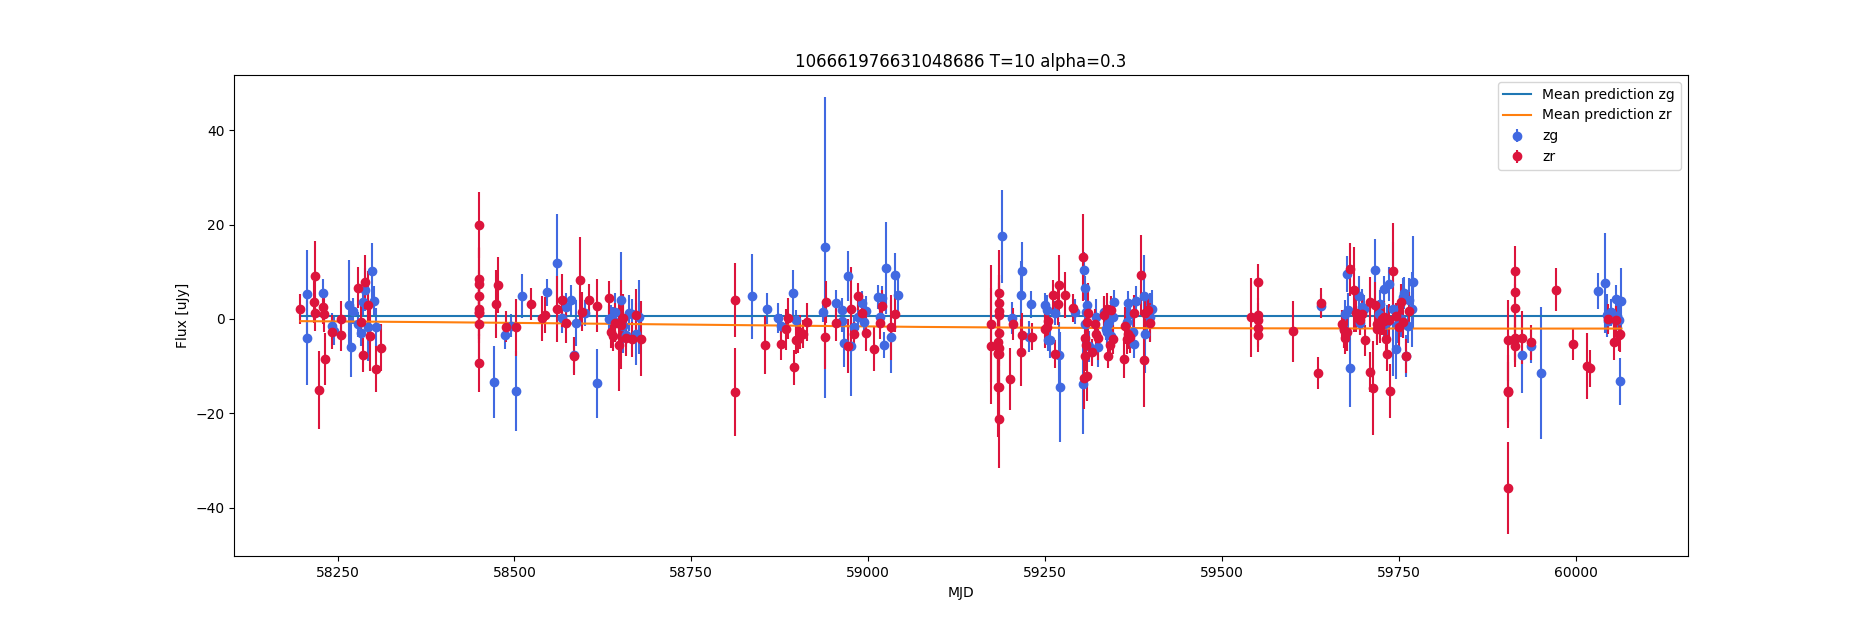 106661976631048686 T=10 alpha=0.3
Mean prediction zg
Mean prediction zr
zg
zr
Flux [uJy]
40
20
0
−20
−40
58250
58500
58750
59000
59250
59500
59750
60000
MJD